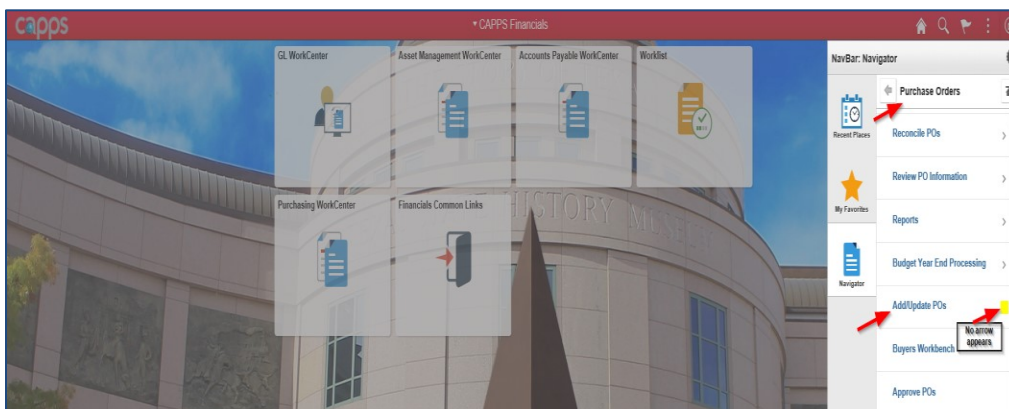 capps
CAPPS Financials
GL WorkCenter
Asset Management WorkCenter
Accounts Payable WorkCenter
Worklist
Purchasing WorkCenter
Financials Common Links
HISTORY MUSEUM
NavBar: Navigator
Recent Places
My Favorites
Navigator
Purchase Orders
Reconcile POs
Review PO Information
Reports
Budget Year End Processing
Add/Update POs
No arrow
appears
Buyers Workbench
Approve POs